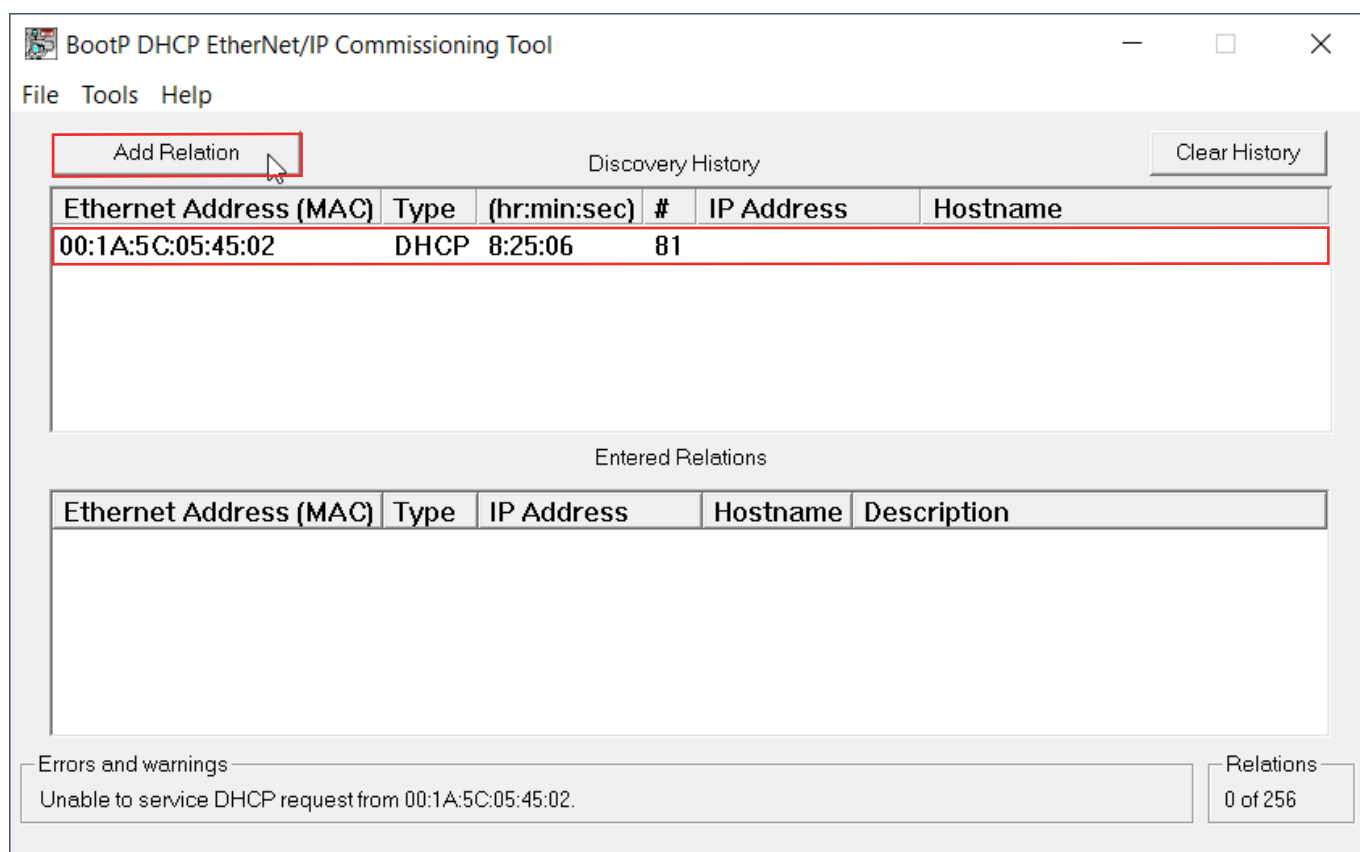 BootP DHCP EtherNet/IP Commissioning Tool
File Tools Help
Add Relation
Discovery History
Clear History
Ethernet Address (MAC) Type (hr:min:sec) # IP Address Hostname
00:1A:5C:05:45:02 DHCP 8:25:06 81
Entered Relations
Ethernet Address (MAC) Type IP Address Hostname Description
Errors and warnings
Unable to service DHCP request from 00:1A:5C:05:45:02.
Relations
0 of 256